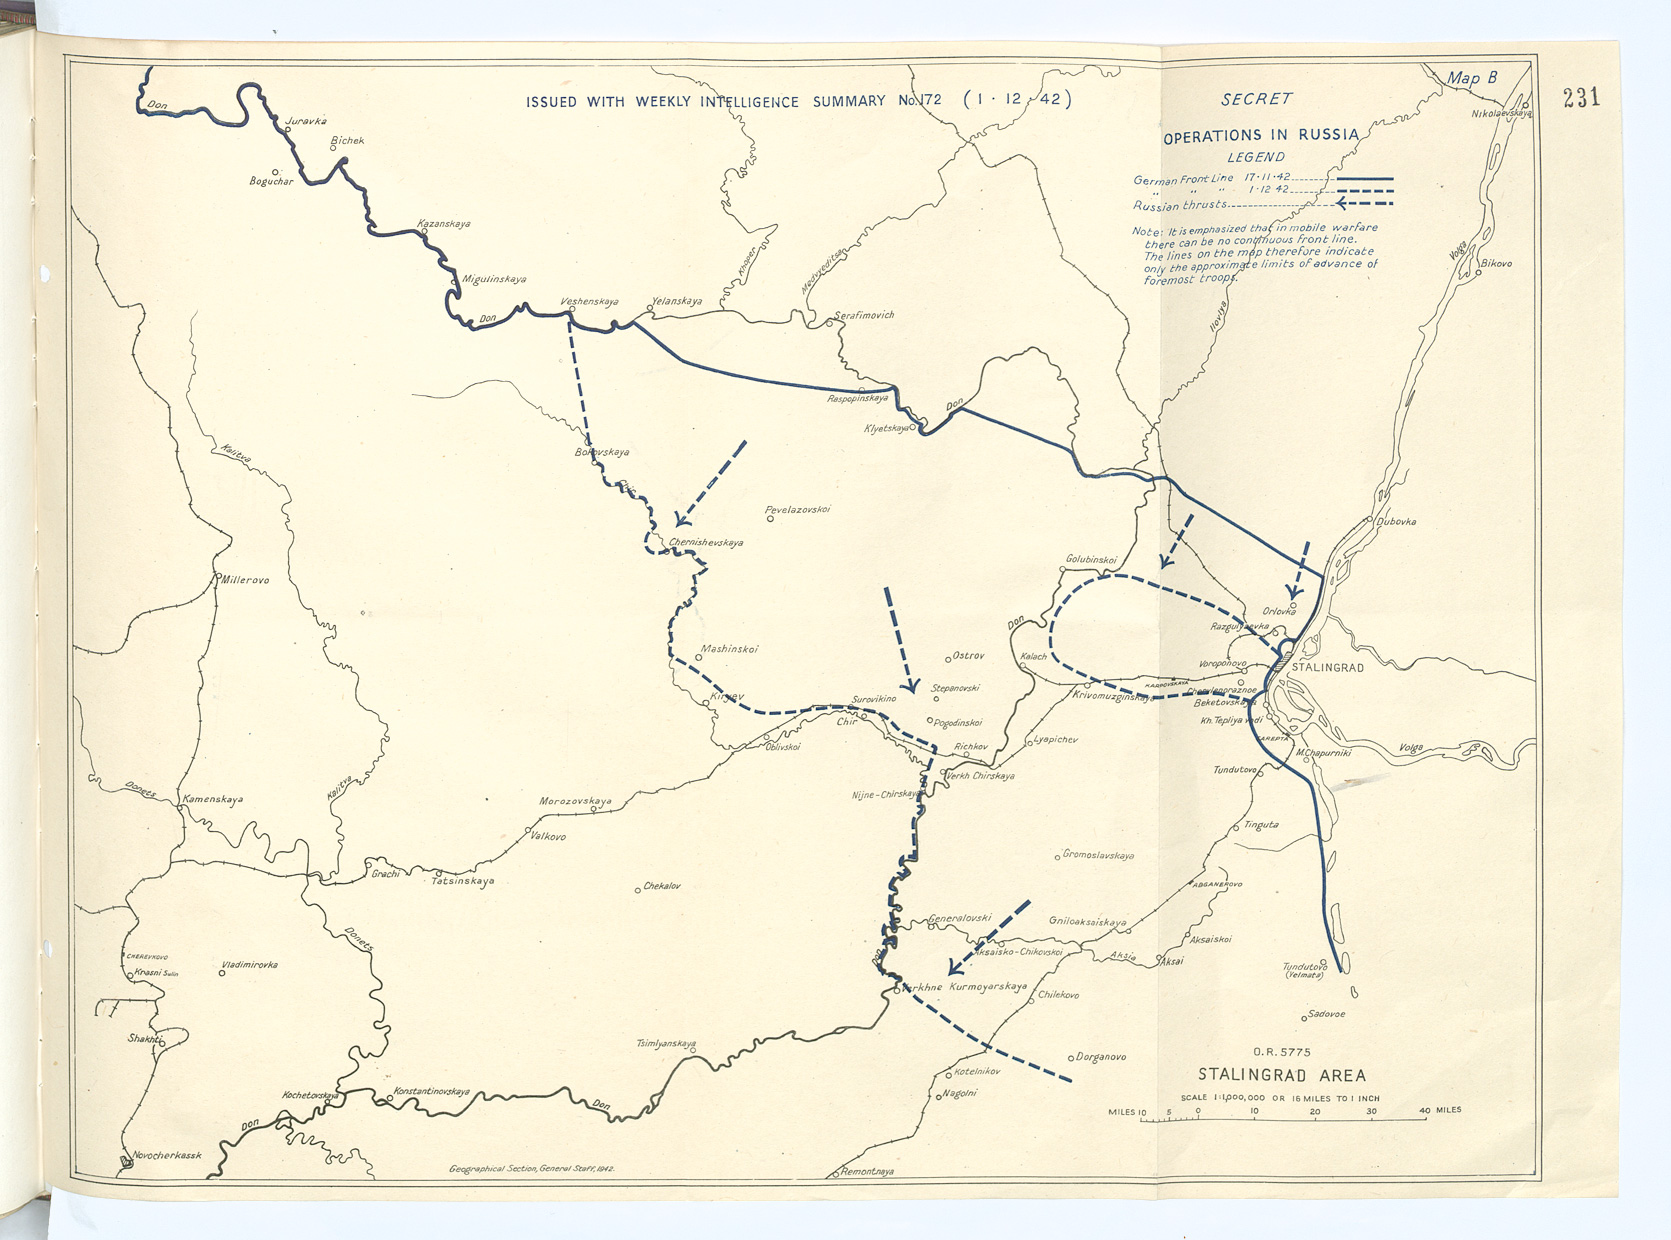 Map B
231
ISSUED WITH WEEKLY INTELLIGENCE SUMMARY No.172 (1 · 12 · 42)
SECRET
OPERATIONS IN RUSSIA
LEGEND
German Front Line 17·11·42
" " " 1·12 42
Russian thrusts
Note: It is emphasized that in mobile warfare
there can be no continuous front line.
The lines on the map therefore indicate
only the approximate limits of advance of
foremost troops.
Nikolaevskaya
Don
Juravka
Bichek
Boguchar
Kazanskaya
Migulinskaya
Don
Veshenskaya
Yelanskaya
Khoper
Medvyeditsa
Serafimovich
Ilovlya
Volga
Bikovo
Raspopinskaya
Klyetskaya
Don
Kalitva
Bokovskaya
Chir
Pevelazovskoi
Chernishevskaya
Dubovka
Golubinskoi
Millerovo
Orlovka
Razgulyaevka
Don
Mashinskoi
Ostrov
Kalach
Voroponovo
STALINGRAD
Stepanovski
Karpovskaya
Krivomuzginskaya
Kiryev
Surovikino
Beketovskaya
Chir
Pogodinskoi
Kh. Tepliya vodi
Oblivskoi
Richkov
Lyapichev
SAREPTA
M.Chapurniki
Volga
Verkh Chirskaya
Tundutovo
Donets
Kalitva
Nijne-Chirskaya
Kamenskaya
Morozovskaya
Valkovo
Tinguta
Gromoslavskaya
Grachi
Tatsinskaya
Chekalov
ABGANEROVO
Generalovski
Gniloaksaiskaya
Donets
Aksaisko-Chikovskoi
Aksaiskoi
Aksia
Aksai
Don
CHEREVKOVO
Krasni Sulin
Vladimirovka
Tundutovo
(Yelmata)
Verkhne Kurmoyarskaya
Chilekovo
Sadovoe
Shakhti
Tsimlyanskaya
Dorganovo
Kotelnikov
Nagolni
Kochetovskaya
Konstantinovskaya
Don
Don
Novocherkassk
Remontnaya
Geographical Section, General Staff, 1942.
O.R. 5775
STALINGRAD AREA
SCALE 1:1,000,000 OR 16 MILES TO 1 INCH
MILES 10 5 0 10 20 30 40 MILES